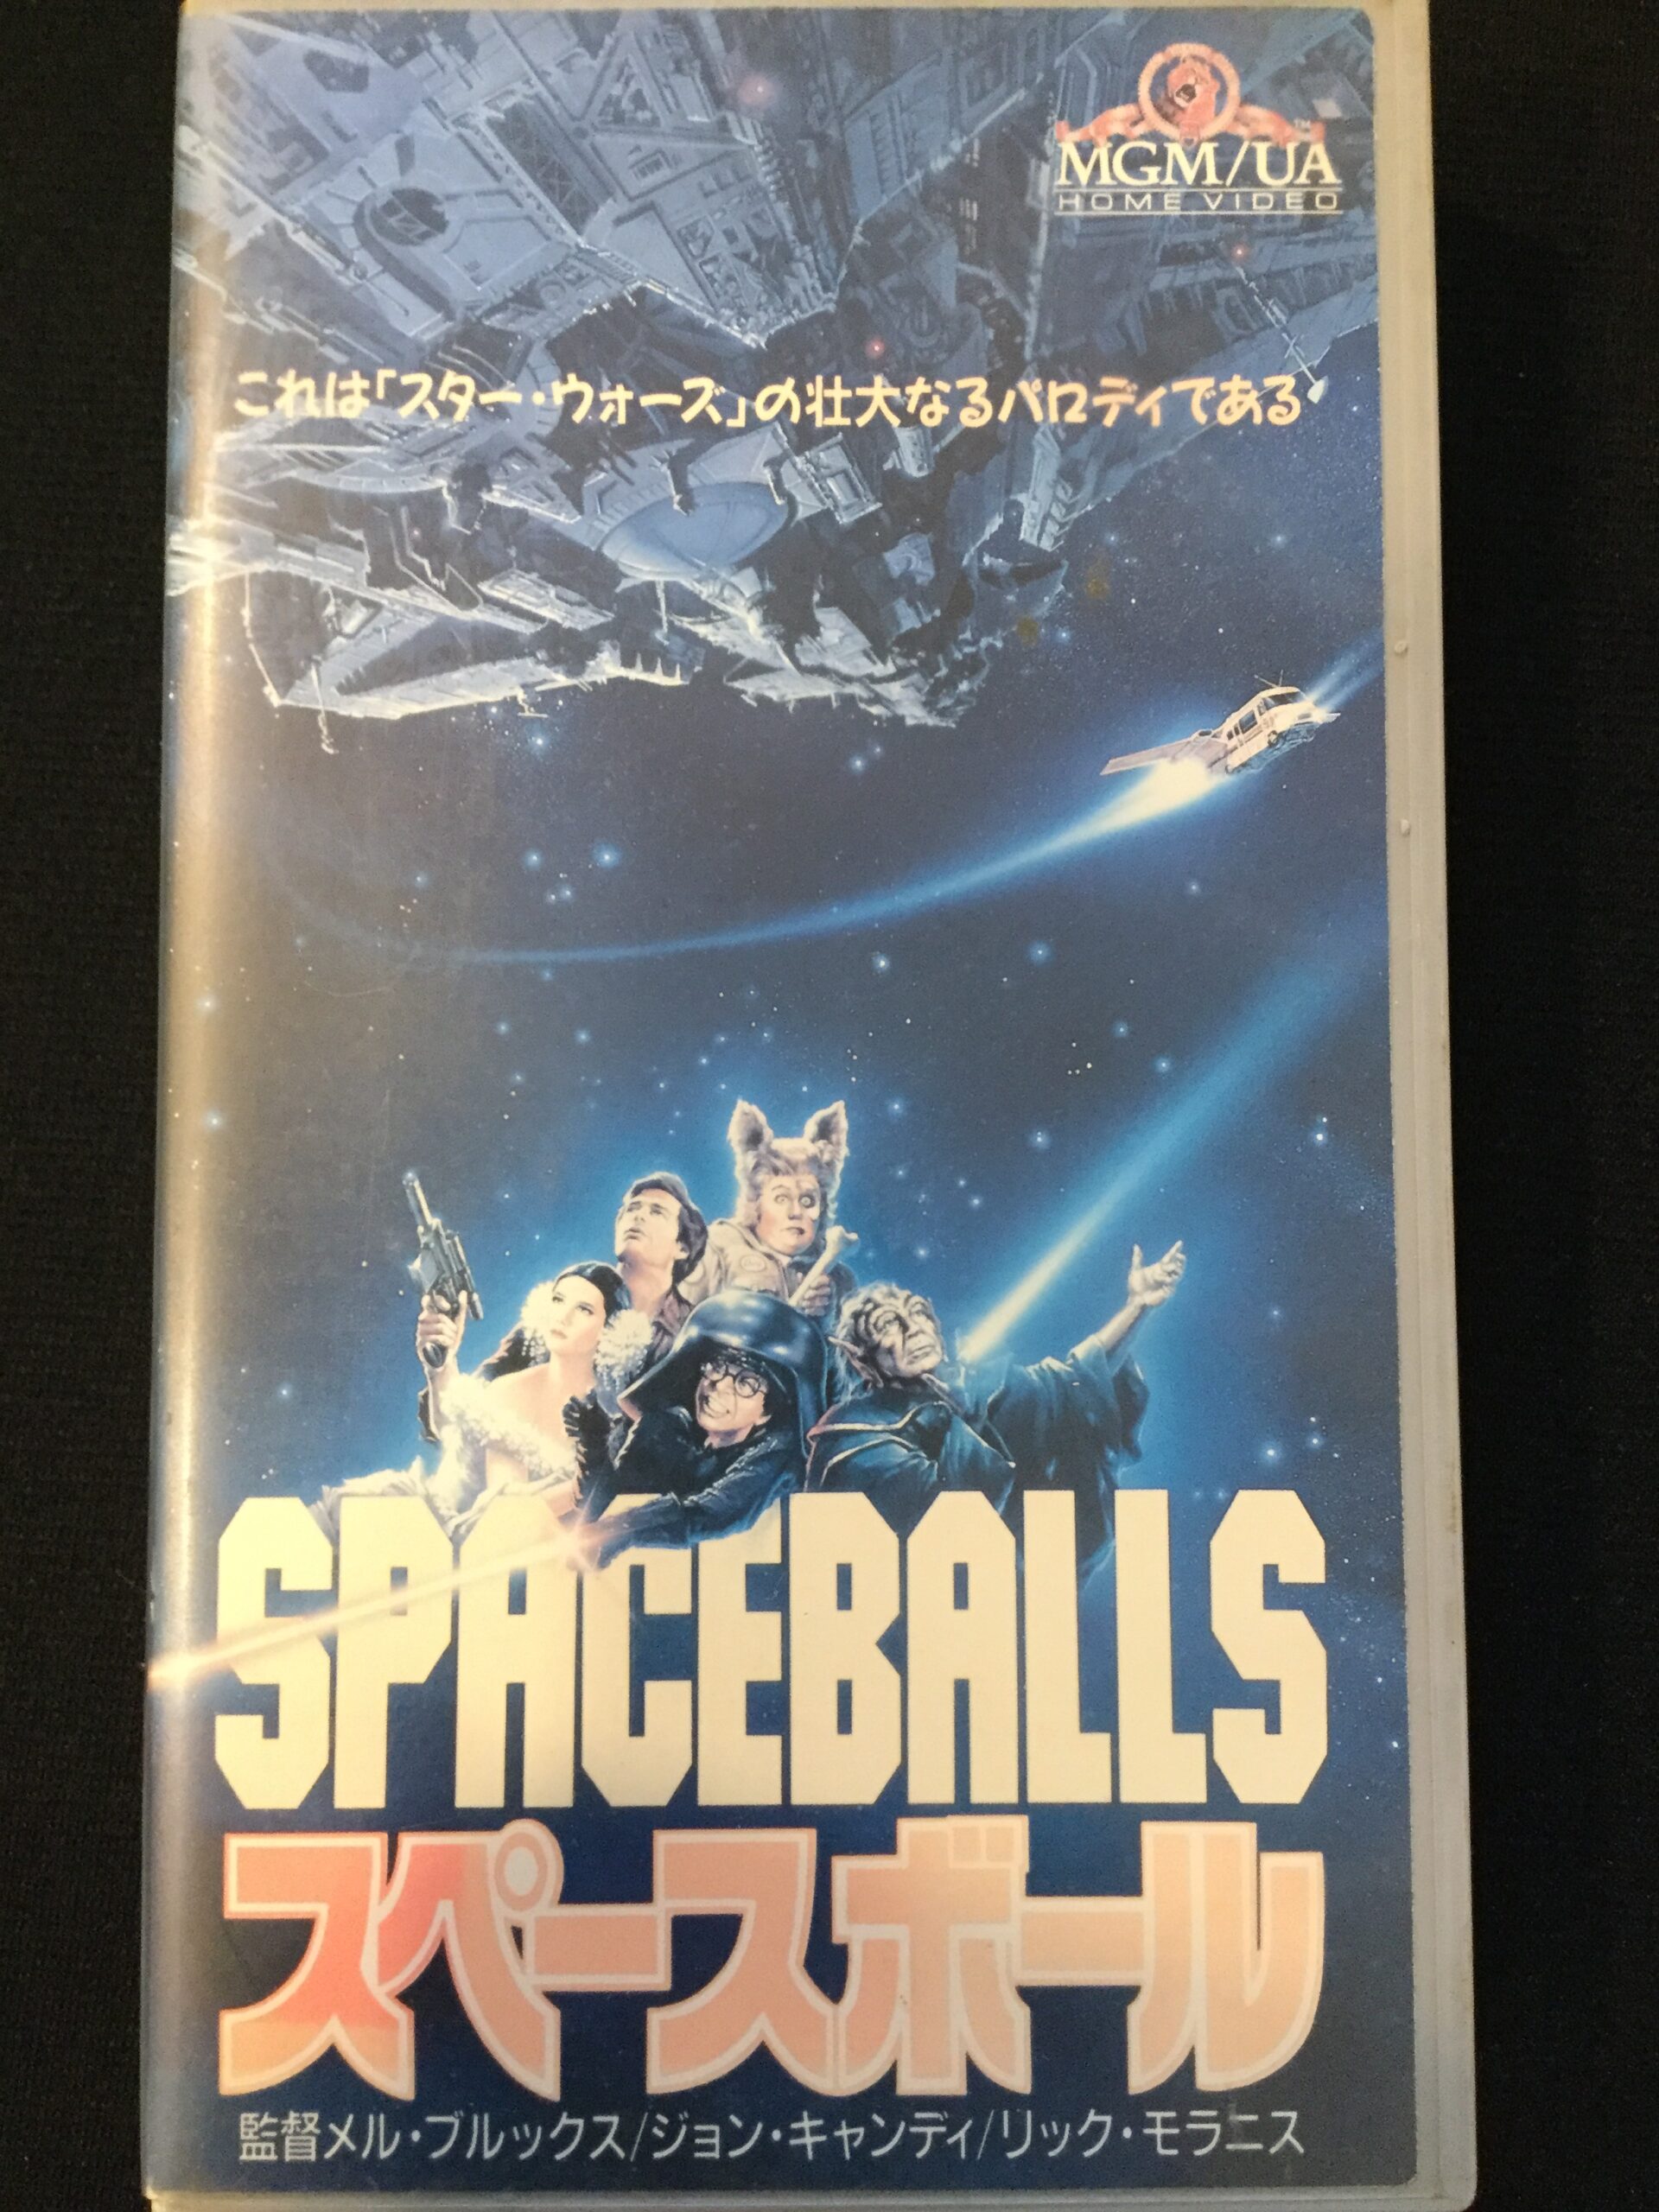 MGM/UA
HOME VIDEO
これは「スター・ウォーズ」の壮大なるパロディである
SPACEBALLS
スペースボール
監督メル・ブルックス/ジョン・キャンディ/リック・モラニス